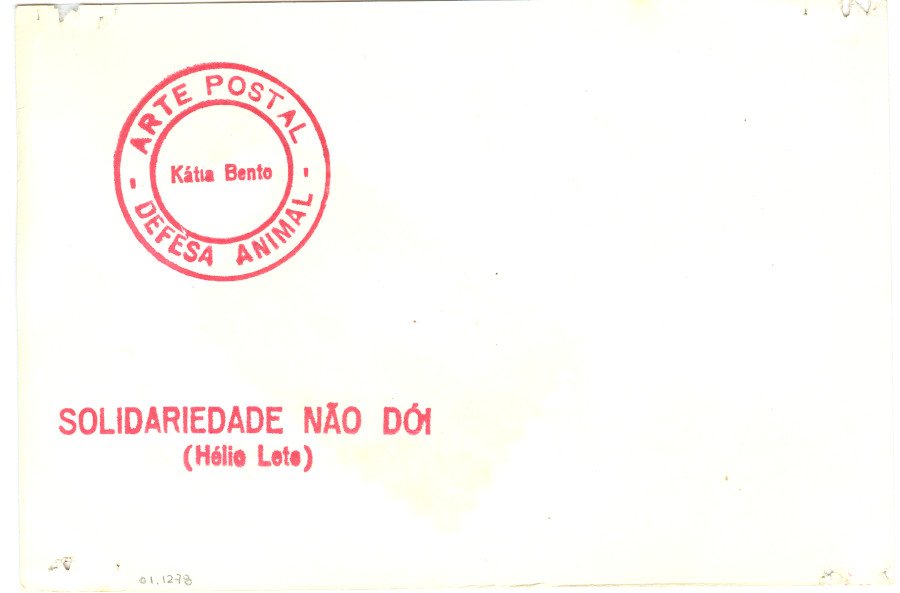 ARTE POSTAL
Kátia Bento
- DEFESA ANIMAL -
SOLIDARIEDADE NÃO DÓI
(Hélio Lete)
01.1278